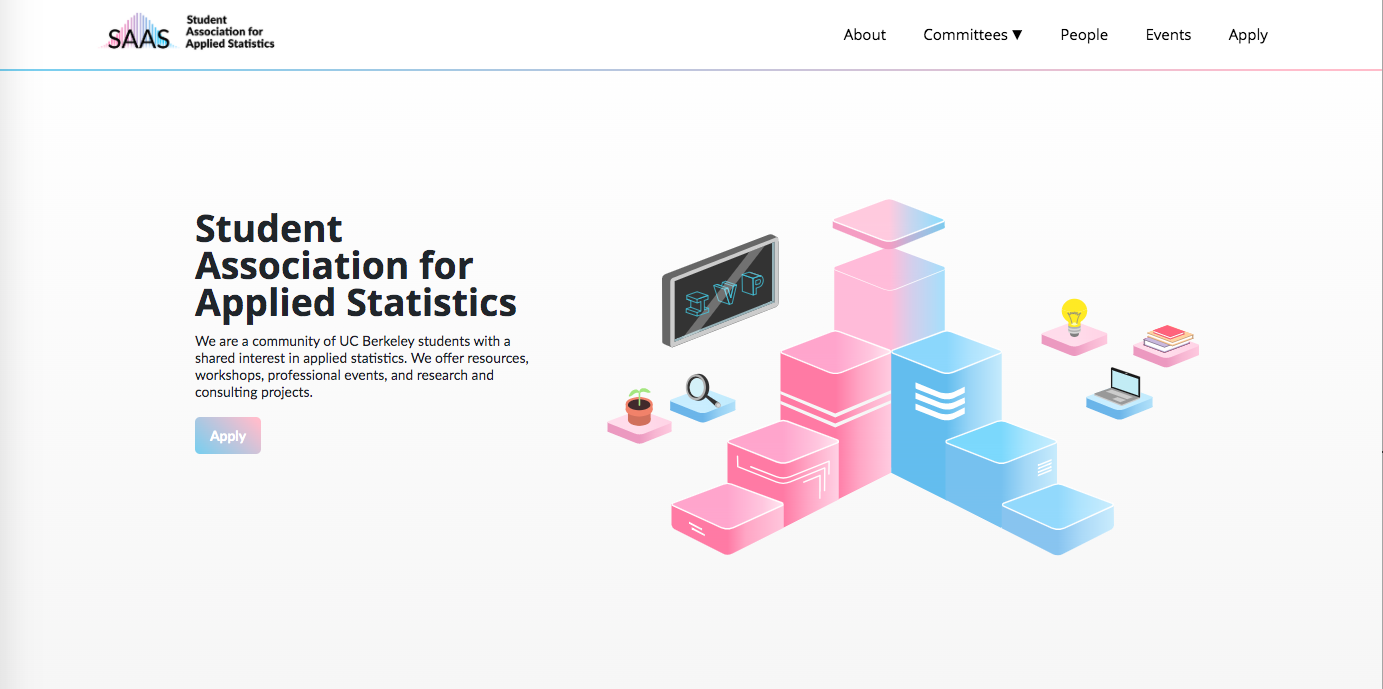 SAAS
Student
Association for
Applied Statistics
About
Committees ▼
People
Events
Apply
Student
Association for
Applied Statistics
We are a community of UC Berkeley students with a
shared interest in applied statistics. We offer resources,
workshops, professional events, and research and
consulting projects.
Apply
I W P